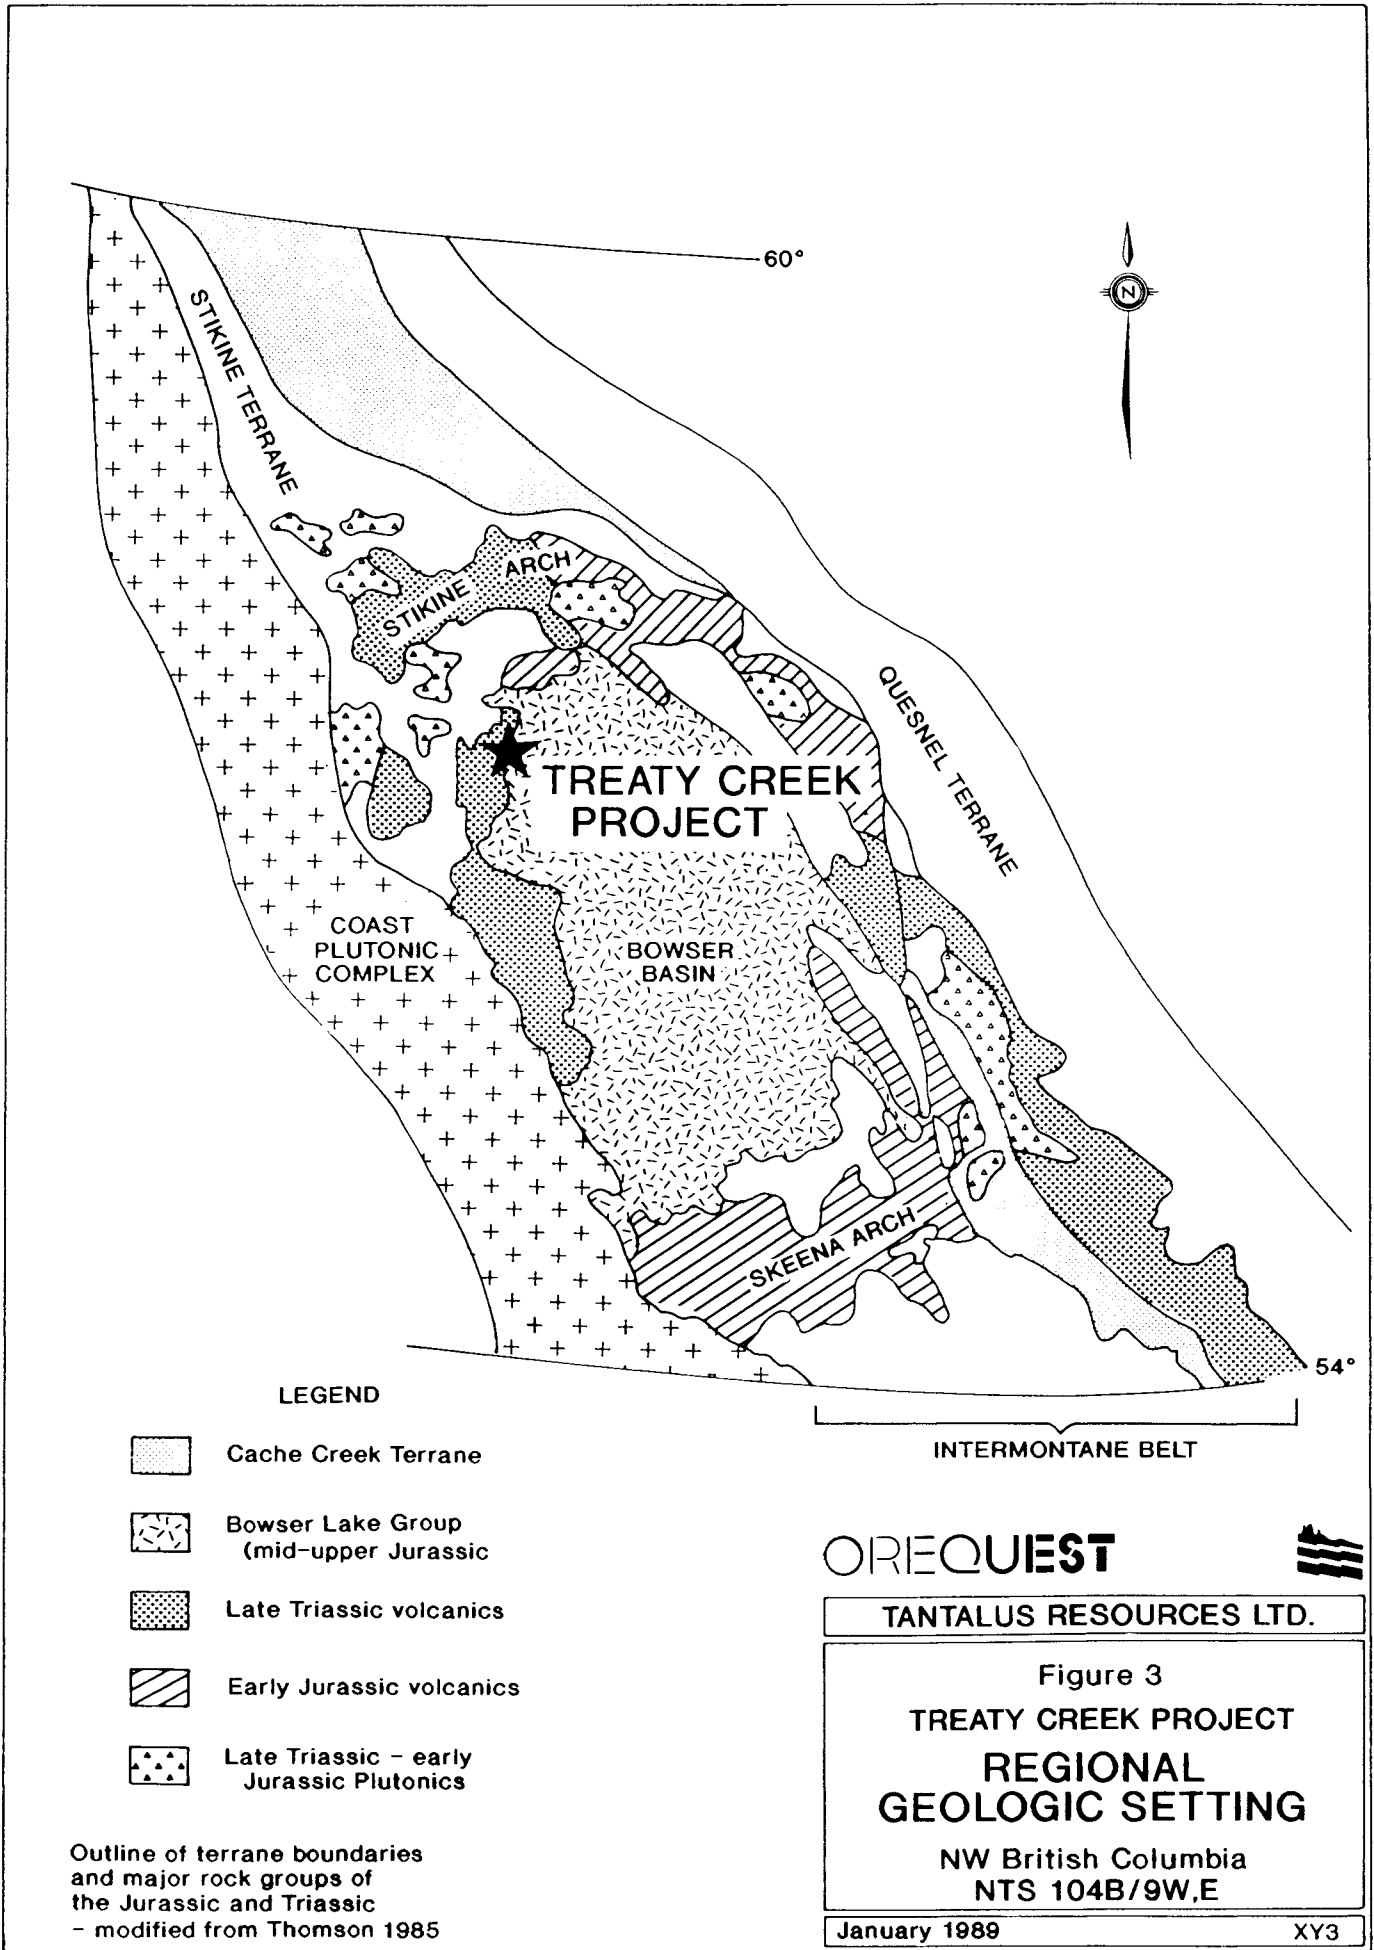 60°
N
STIKINE TERRANE
STIKINE ARCH
QUESNEL TERRANE
TREATY CREEK
PROJECT
COAST
PLUTONIC
COMPLEX
BOWSER
BASIN
SKEENA ARCH
54°
INTERMONTANE BELT
LEGEND
Cache Creek Terrane
Bowser Lake Group
(mid-upper Jurassic
Late Triassic volcanics
Early Jurassic volcanics
Late Triassic - early
Jurassic Plutonics
Outline of terrane boundaries
and major rock groups of
the Jurassic and Triassic
- modified from Thomson 1985
OREQUEST
TANTALUS RESOURCES LTD.
Figure 3
TREATY CREEK PROJECT
REGIONAL
GEOLOGIC SETTING
NW British Columbia
NTS 104B/9W,E
January 1989 XY3